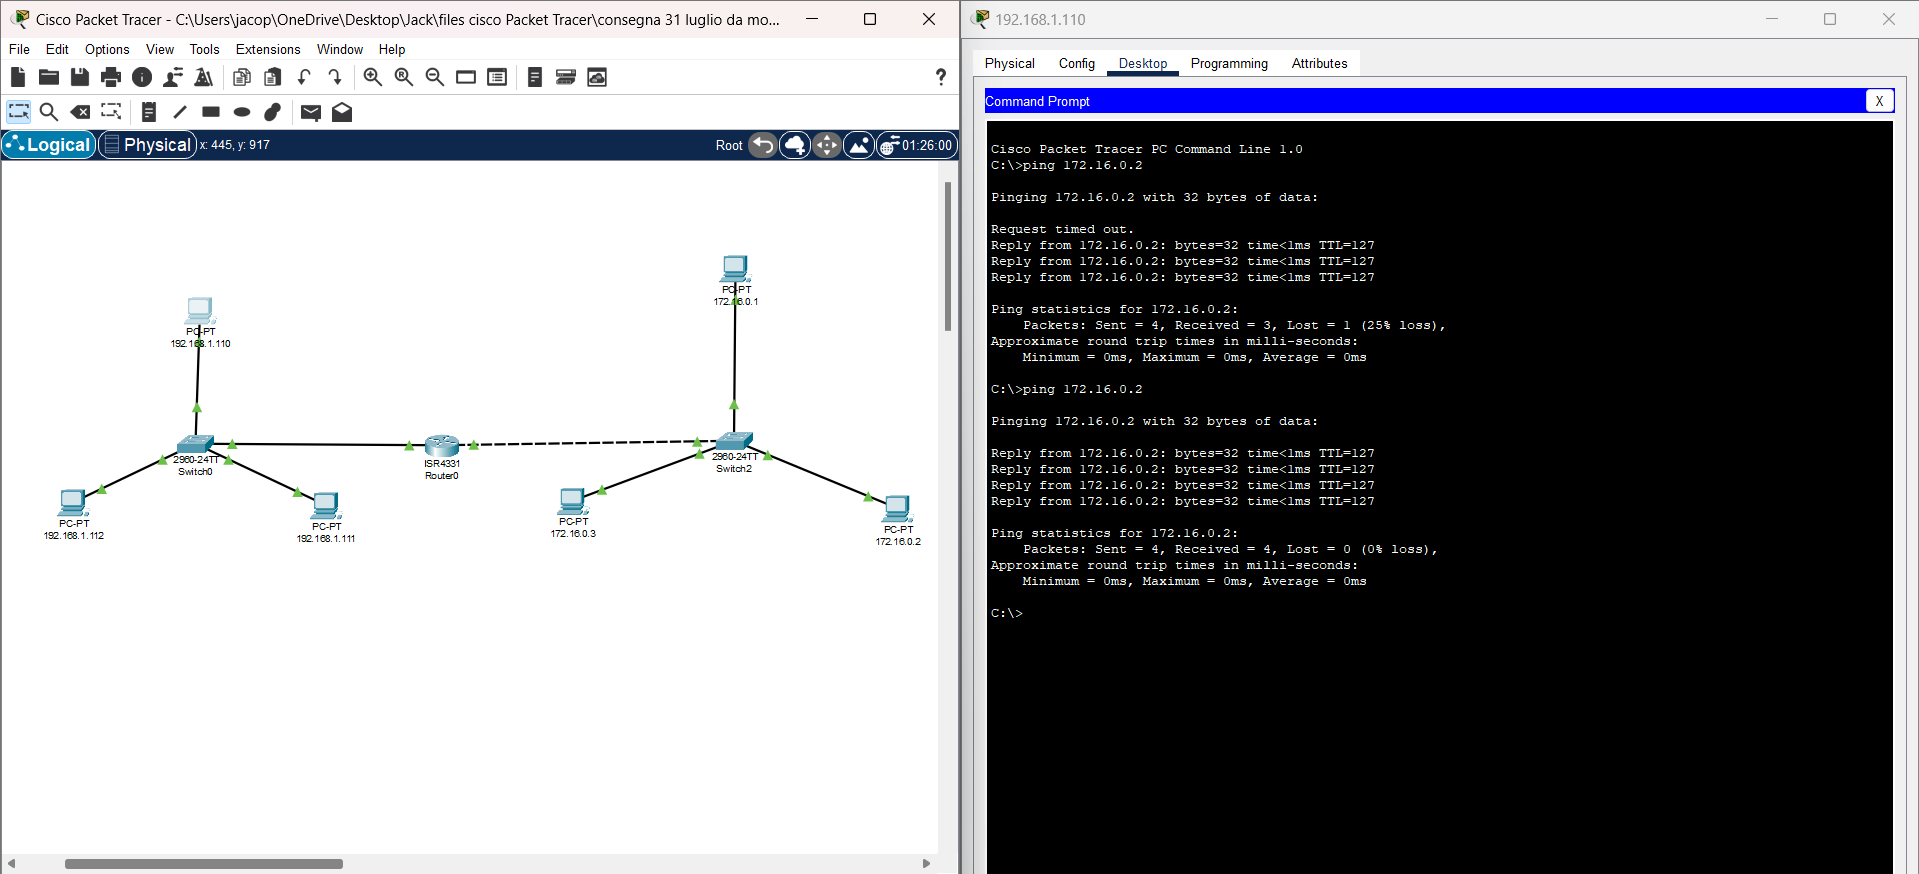 Cisco Packet Tracer - C:\Users\jacop\OneDrive\Desktop\Jack\files cisco Packet Tracer\consegna 31 luglio da mo...
File Edit Options View Tools Extensions Window Help
?
Logical Physical x: 445, y: 917 Root 01:26:00
PC-PT
172.16.0.1
PC-PT
192.168.1.110
2960-24TT
Switch0
ISR4331
Router0
2960-24TT
Switch2
PC-PT
192.168.1.112
PC-PT
192.168.1.111
PC-PT
172.16.0.3
PC-PT
172.16.0.2
192.168.1.110
Physical Config Desktop Programming Attributes
Command Prompt X
Cisco Packet Tracer PC Command Line 1.0
C:\>ping 172.16.0.2
Pinging 172.16.0.2 with 32 bytes of data:
Request timed out.
Reply from 172.16.0.2: bytes=32 time<1ms TTL=127
Reply from 172.16.0.2: bytes=32 time<1ms TTL=127
Reply from 172.16.0.2: bytes=32 time<1ms TTL=127
Ping statistics for 172.16.0.2:
Packets: Sent = 4, Received = 3, Lost = 1 (25% loss),
Approximate round trip times in milli-seconds:
Minimum = 0ms, Maximum = 0ms, Average = 0ms
C:\>ping 172.16.0.2
Pinging 172.16.0.2 with 32 bytes of data:
Reply from 172.16.0.2: bytes=32 time<1ms TTL=127
Reply from 172.16.0.2: bytes=32 time<1ms TTL=127
Reply from 172.16.0.2: bytes=32 time<1ms TTL=127
Reply from 172.16.0.2: bytes=32 time<1ms TTL=127
Ping statistics for 172.16.0.2:
Packets: Sent = 4, Received = 4, Lost = 0 (0% loss),
Approximate round trip times in milli-seconds:
Minimum = 0ms, Maximum = 0ms, Average = 0ms
C:\>